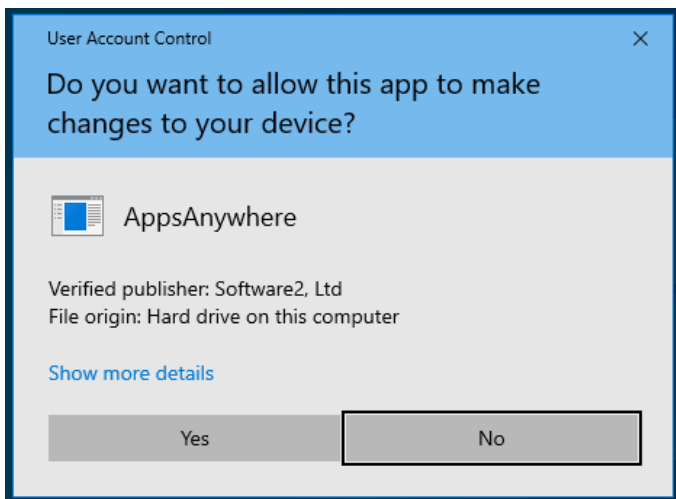 User Account Control
Do you want to allow this app to make
changes to your device?
AppsAnywhere
Verified publisher: Software2, Ltd
File origin: Hard drive on this computer
Show more details
Yes
No